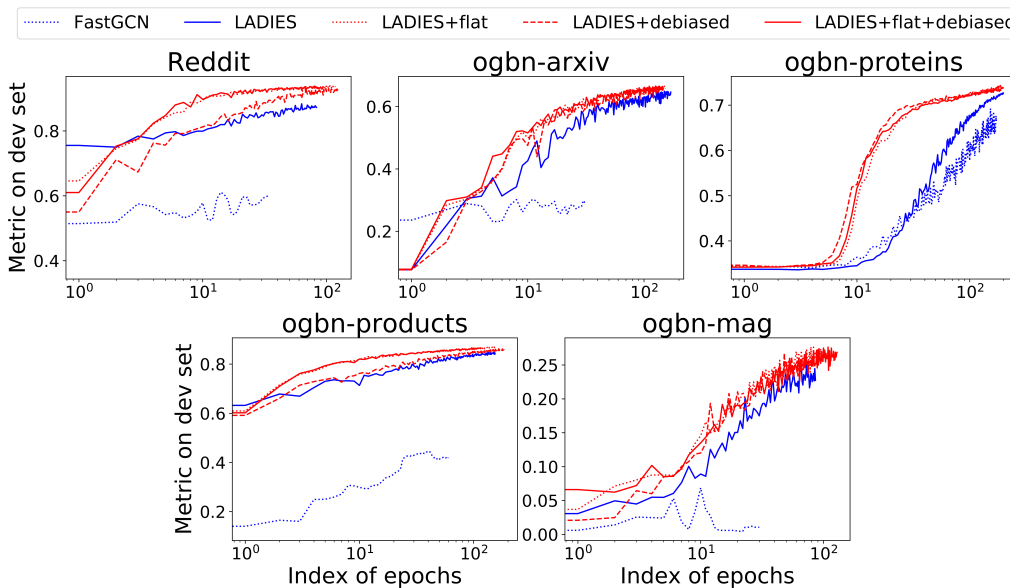 FastGCN LADIES LADIES+flat LADIES+debiased LADIES+flat+debiased
Reddit ogbn-arxiv ogbn-proteins
Metric on dev set
0.8
0.6
0.4
10⁰ 10¹ 10²
0.6
0.4
0.2
10⁰ 10¹ 10²
0.7
0.6
0.5
0.4
10⁰ 10¹ 10²
ogbn-products ogbn-mag
Metric on dev set
0.8
0.6
0.4
0.2
10⁰ 10¹ 10²
Index of epochs
0.25
0.20
0.15
0.10
0.05
0.00
10⁰ 10¹ 10²
Index of epochs